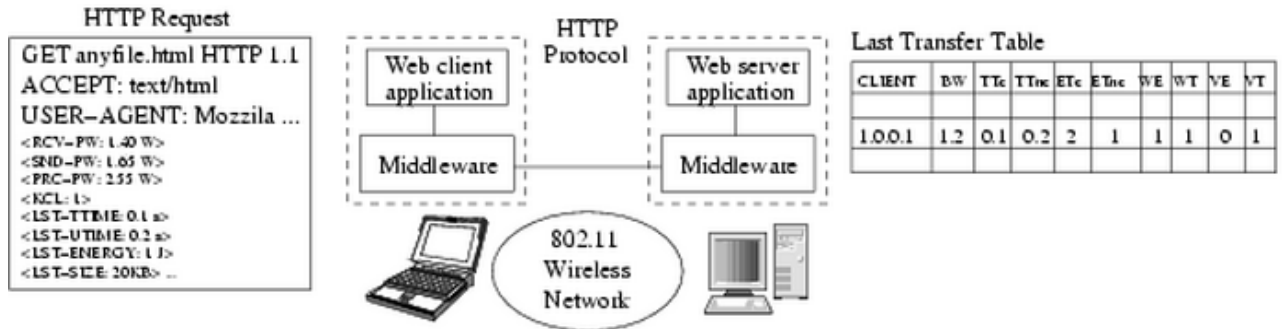 HTTP Request
GET anyfile.html HTTP 1.1
ACCEPT: text/html
USER-AGENT: Mozzila ...
<RCV-PW: 1.40 W>
<SND-PW: 1.65 W>
<PRC-PW: 2.55 W>
<KCL: 1>
<LST-TTIME: 0.1 s>
<LST-UTIME: 0.2 s>
<LST-ENERGY: 1 J>
<LST-SIZE: 20KB> ...
Web client
application
Middleware
HTTP
Protocol
Web server
application
Middleware
802.11
Wireless
Network
Last Transfer Table
CLIENT BW TTc TTnc ETc ETnc WE WT VE VT
1.0.0.1 1.2 0.1 0.2 2 1 1 1 0 1